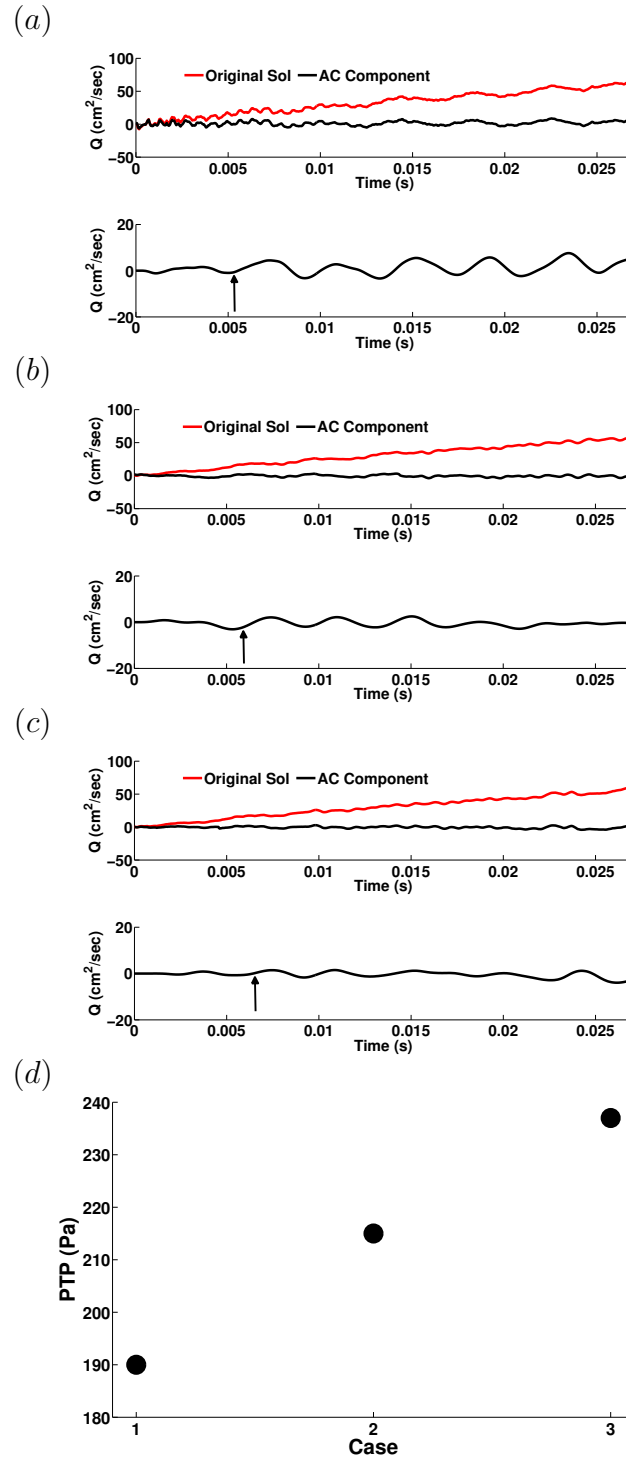 (a)
Original Sol AC Component
Q (cm²/sec)
100
50
0
−50
0 0.005 0.01 0.015 0.02 0.025
Time (s)
Q (cm²/sec)
20
0
−20
0 0.005 0.01 0.015 0.02 0.025
Time (s)
(b)
Original Sol AC Component
Q (cm²/sec)
100
50
0
−50
0 0.005 0.01 0.015 0.02 0.025
Time (s)
Q (cm²/sec)
20
0
−20
0 0.005 0.01 0.015 0.02 0.025
Time (s)
(c)
Original Sol AC Component
Q (cm²/sec)
100
50
0
−50
0 0.005 0.01 0.015 0.02 0.025
Time (s)
Q (cm²/sec)
20
0
−20
0 0.005 0.01 0.015 0.02 0.025
Time (s)
(d)
PTP (Pa)
240
230
220
210
200
190
180
1 2 3
Case